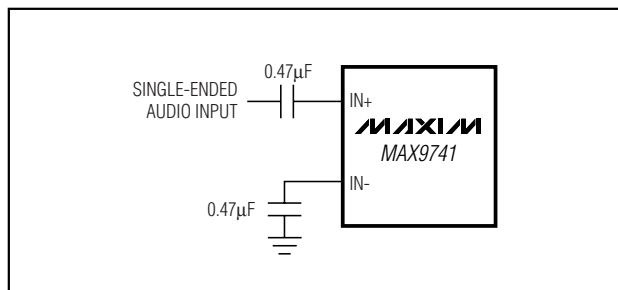 0.47μF
SINGLE-ENDED
AUDIO INPUT
IN+
MAXIM
MAX9741
IN-
0.47μF